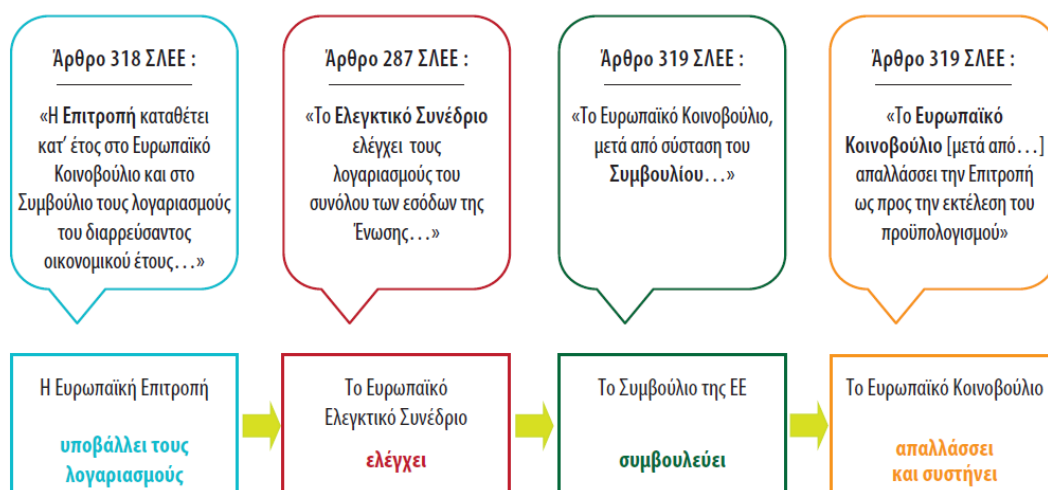 Άρθρο 318 ΣΛΕΕ :
«Η Επιτροπή καταθέτει
κατ’ έτος στο Ευρωπαϊκό
Κοινοβούλιο και στο
Συμβούλιο τους λογαριασμούς
του διαρρεύσαντος
οικονομικού έτους…»
Άρθρο 287 ΣΛΕΕ :
«Το Ελεγκτικό Συνέδριο
ελέγχει τους
λογαριασμούς του
συνόλου των εσόδων της
Ένωσης…»
Άρθρο 319 ΣΛΕΕ :
«Το Ευρωπαϊκό Κοινοβούλιο,
μετά από σύσταση του
Συμβουλίου…»
Άρθρο 319 ΣΛΕΕ :
«Το Ευρωπαϊκό
Κοινοβούλιο [μετά από…]
απαλλάσσει την Επιτροπή
ως προς την εκτέλεση του
προϋπολογισμού»
Η Ευρωπαϊκή Επιτροπή
υποβάλλει τους
λογαριασμούς
Το Ευρωπαϊκό
Ελεγκτικό Συνέδριο
ελέγχει
Το Συμβούλιο της ΕΕ
συμβουλεύει
Το Ευρωπαϊκό Κοινοβούλιο
απαλλάσσει
και συστήνει